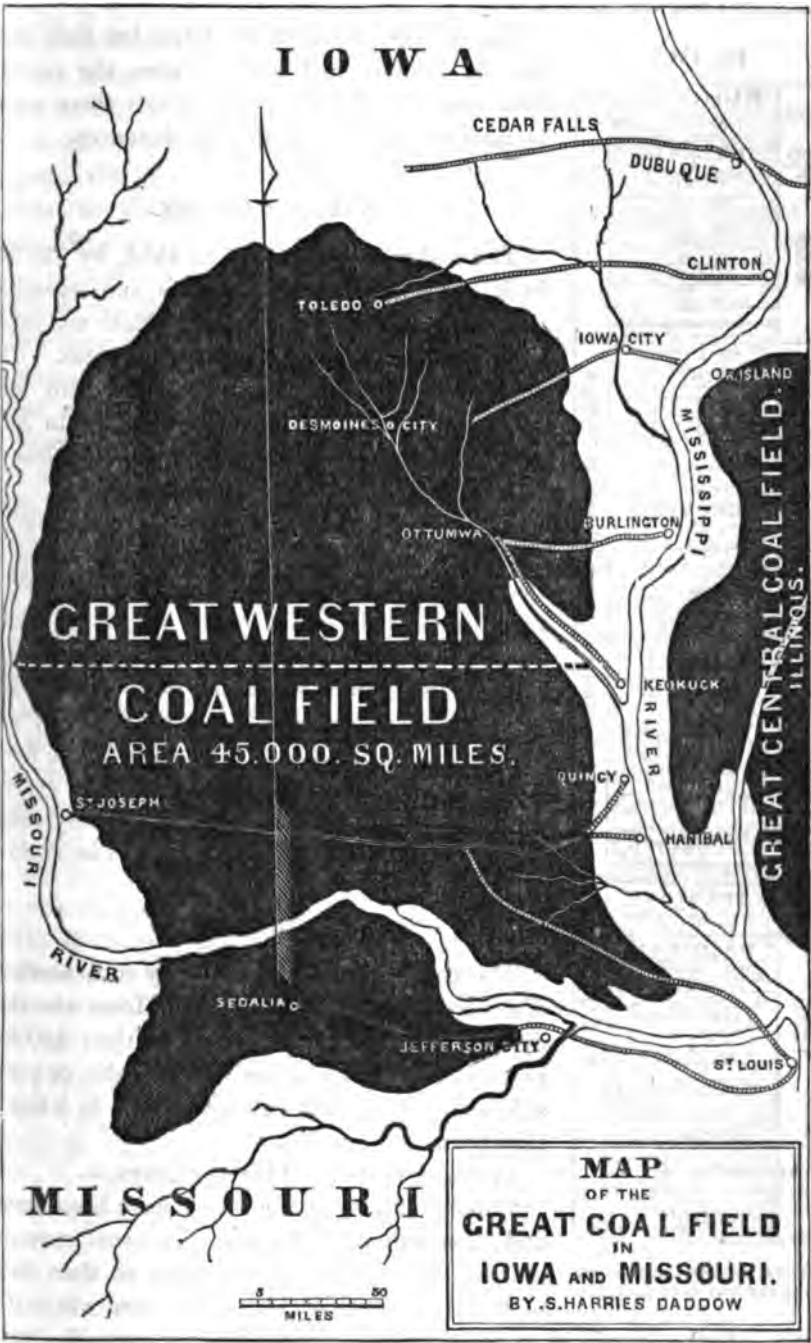 IOWA
CEDAR FALLS
DUBUQUE
CLINTON
TOLEDO
IOWA CITY
R.ISLAND
DESMOINES CITY
MISSISSIPPI
RIVER
OTTUMWA
BURLINGTON
GREAT CENTRAL COAL FIELD.
ILLINOIS.
GREAT WESTERN
COAL FIELD
AREA 45.000. SQ. MILES.
KEOKUCK
QUINCY
ST JOSEPH
HANIBAL
MISSOURI
RIVER
SEDALIA
JEFFERSON CITY
ST LOUIS
MISSOURI
MAP
OF THE
GREAT COAL FIELD
IN
IOWA AND MISSOURI.
BY. S. HARRIES DADDOW
50
MILES